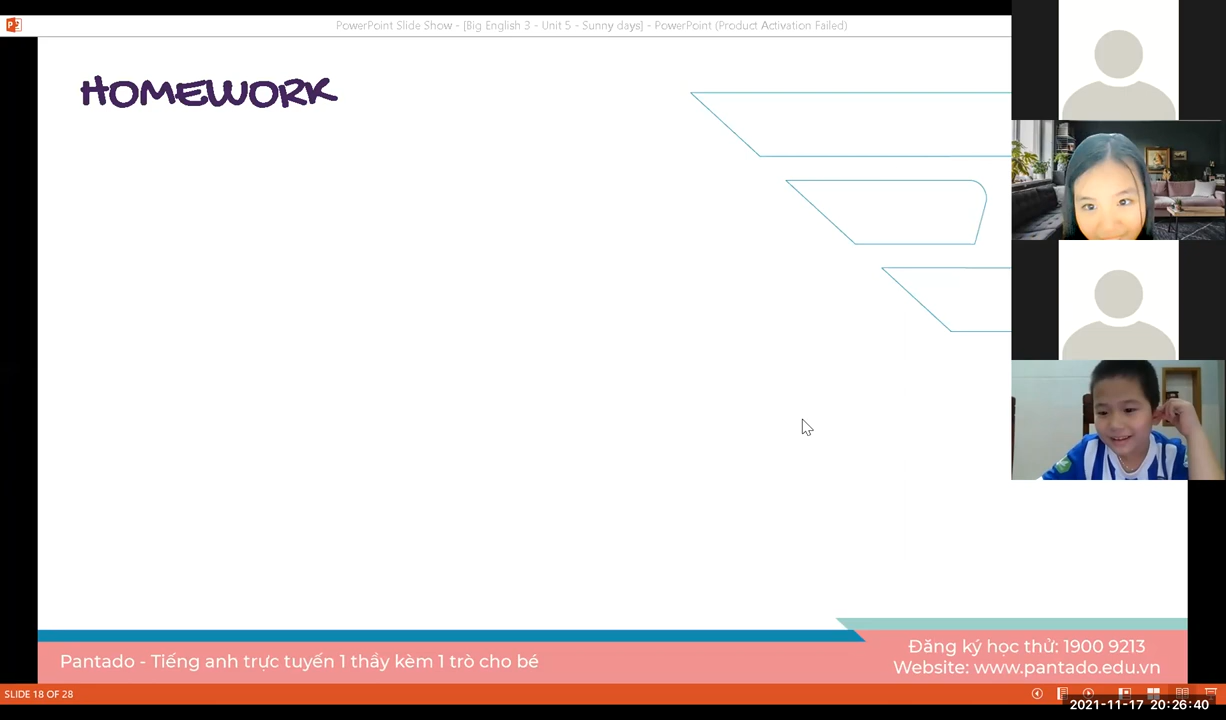 PowerPoint Slide Show - [Big English 3 - Unit 5 - Sunny days] - PowerPoint (Product Activation Failed)
HOMEWORK
Pantado - Tiếng anh trực tuyến 1 thầy kèm 1 trò cho bé
Đăng ký học thử: 1900 9213
Website: www.pantado.edu.vn
SLIDE 18 OF 28
2021-11-17 20:26:40